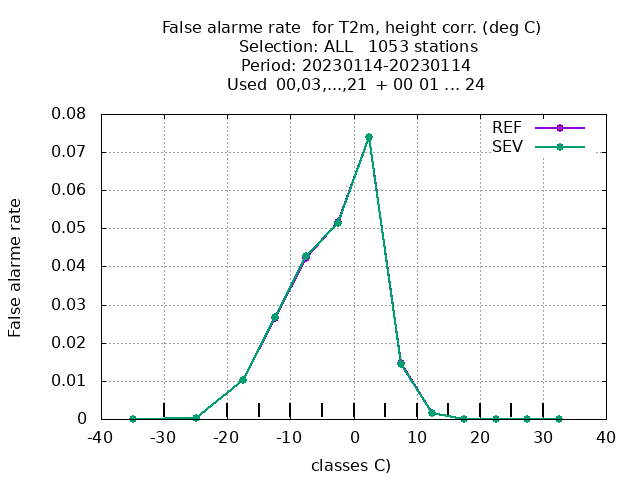 False alarme rate  for T2m, height corr. (deg C)
Selection: ALL   1053 stations
Period: 20230114-20230114
Used  00,03,...,21  + 00 01 ... 24
REF
SEV
0.08
0.07
0.06
0.05
0.04
0.03
0.02
0.01
0
False alarme rate
-40 -30 -20 -10 0 10 20 30 40
classes C)